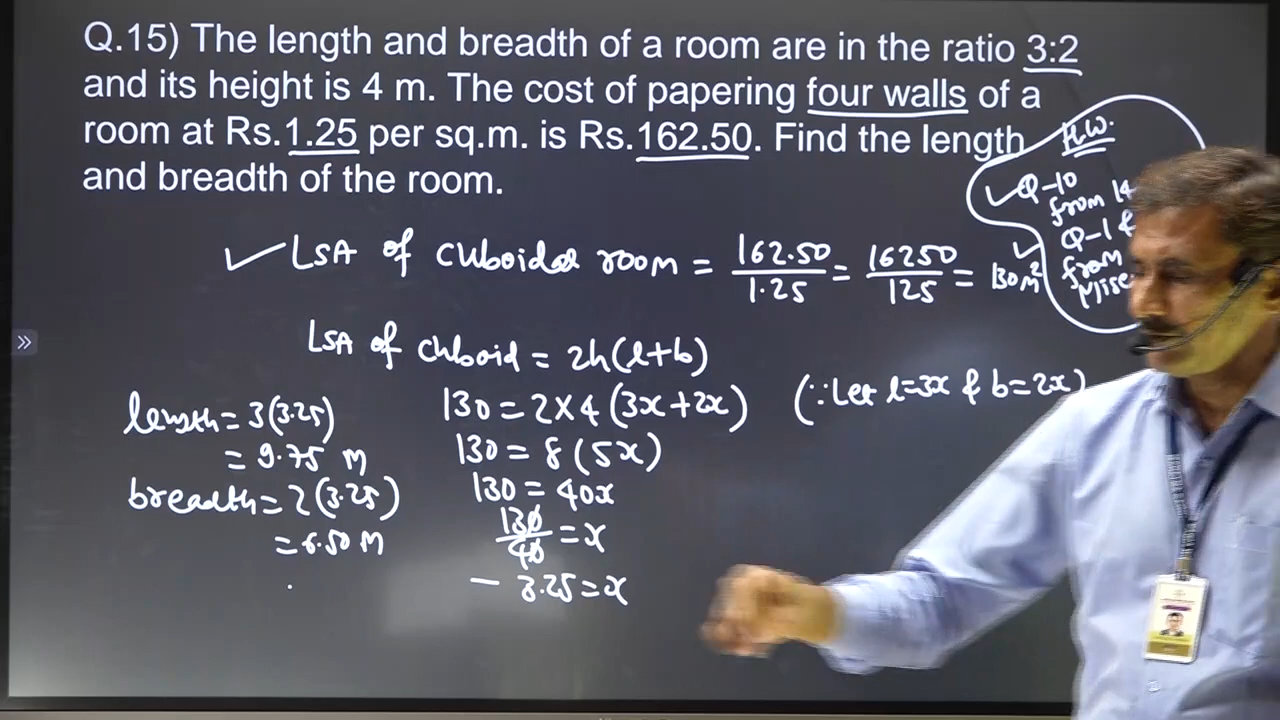 Q.15) The length and breadth of a room are in the ratio 3:2
and its height is 4 m. The cost of papering four walls of a
room at Rs.1.25 per sq.m. is Rs.162.50. Find the length
and breadth of the room.
H.W.
Q-10
from 14
Q-1 &
from
Mise
LSA of cuboidal room = 162.50/1.25 = 16250/125 = 130m²
LSA of cuboid = 2h(l+b)
130 = 2×4(3x+2x) (∵Let l=3x & b=2x)
130 = 8(5x)
130 = 40x
130/40 = x
- 3.25 = x
length = 3(3.25)
= 9.75 m
breadth = 2(3.25)
= 6.50 m